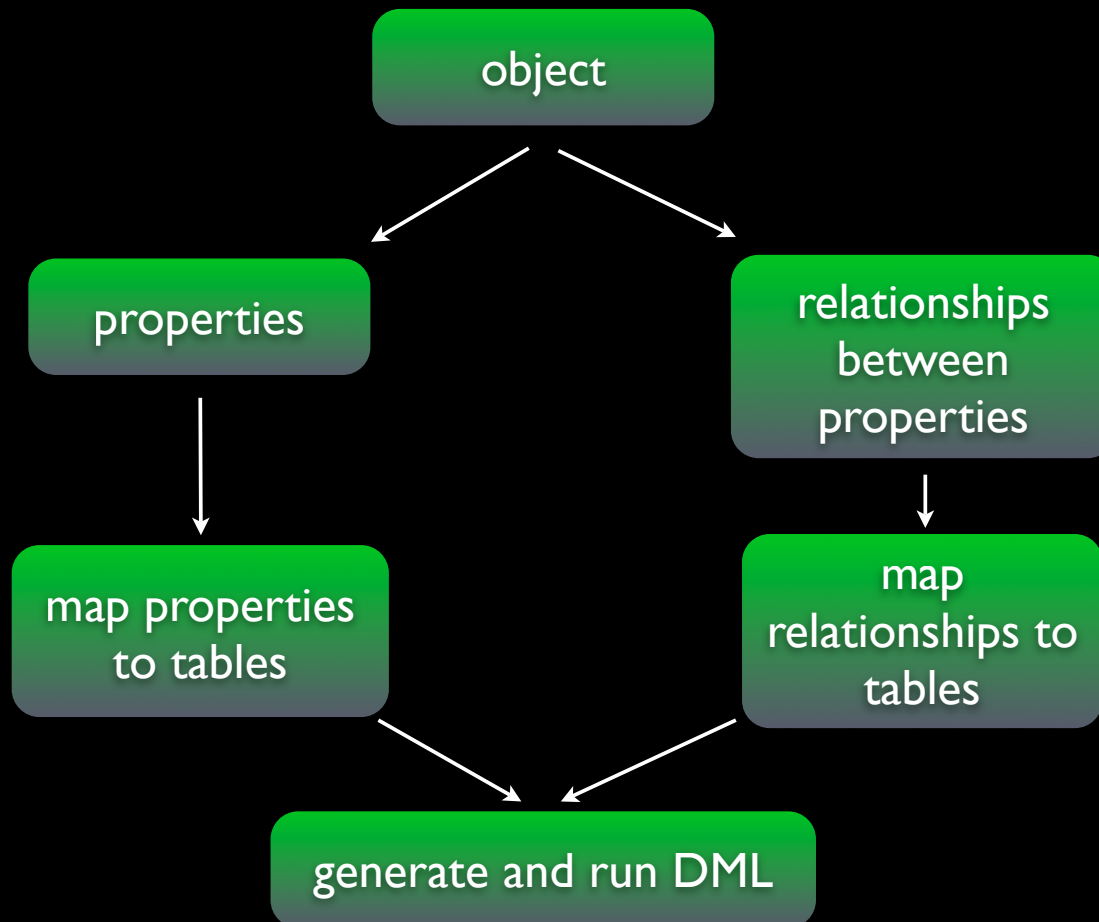 object
properties
relationships
between
properties
map properties
to tables
map
relationships to
tables
generate and run DML